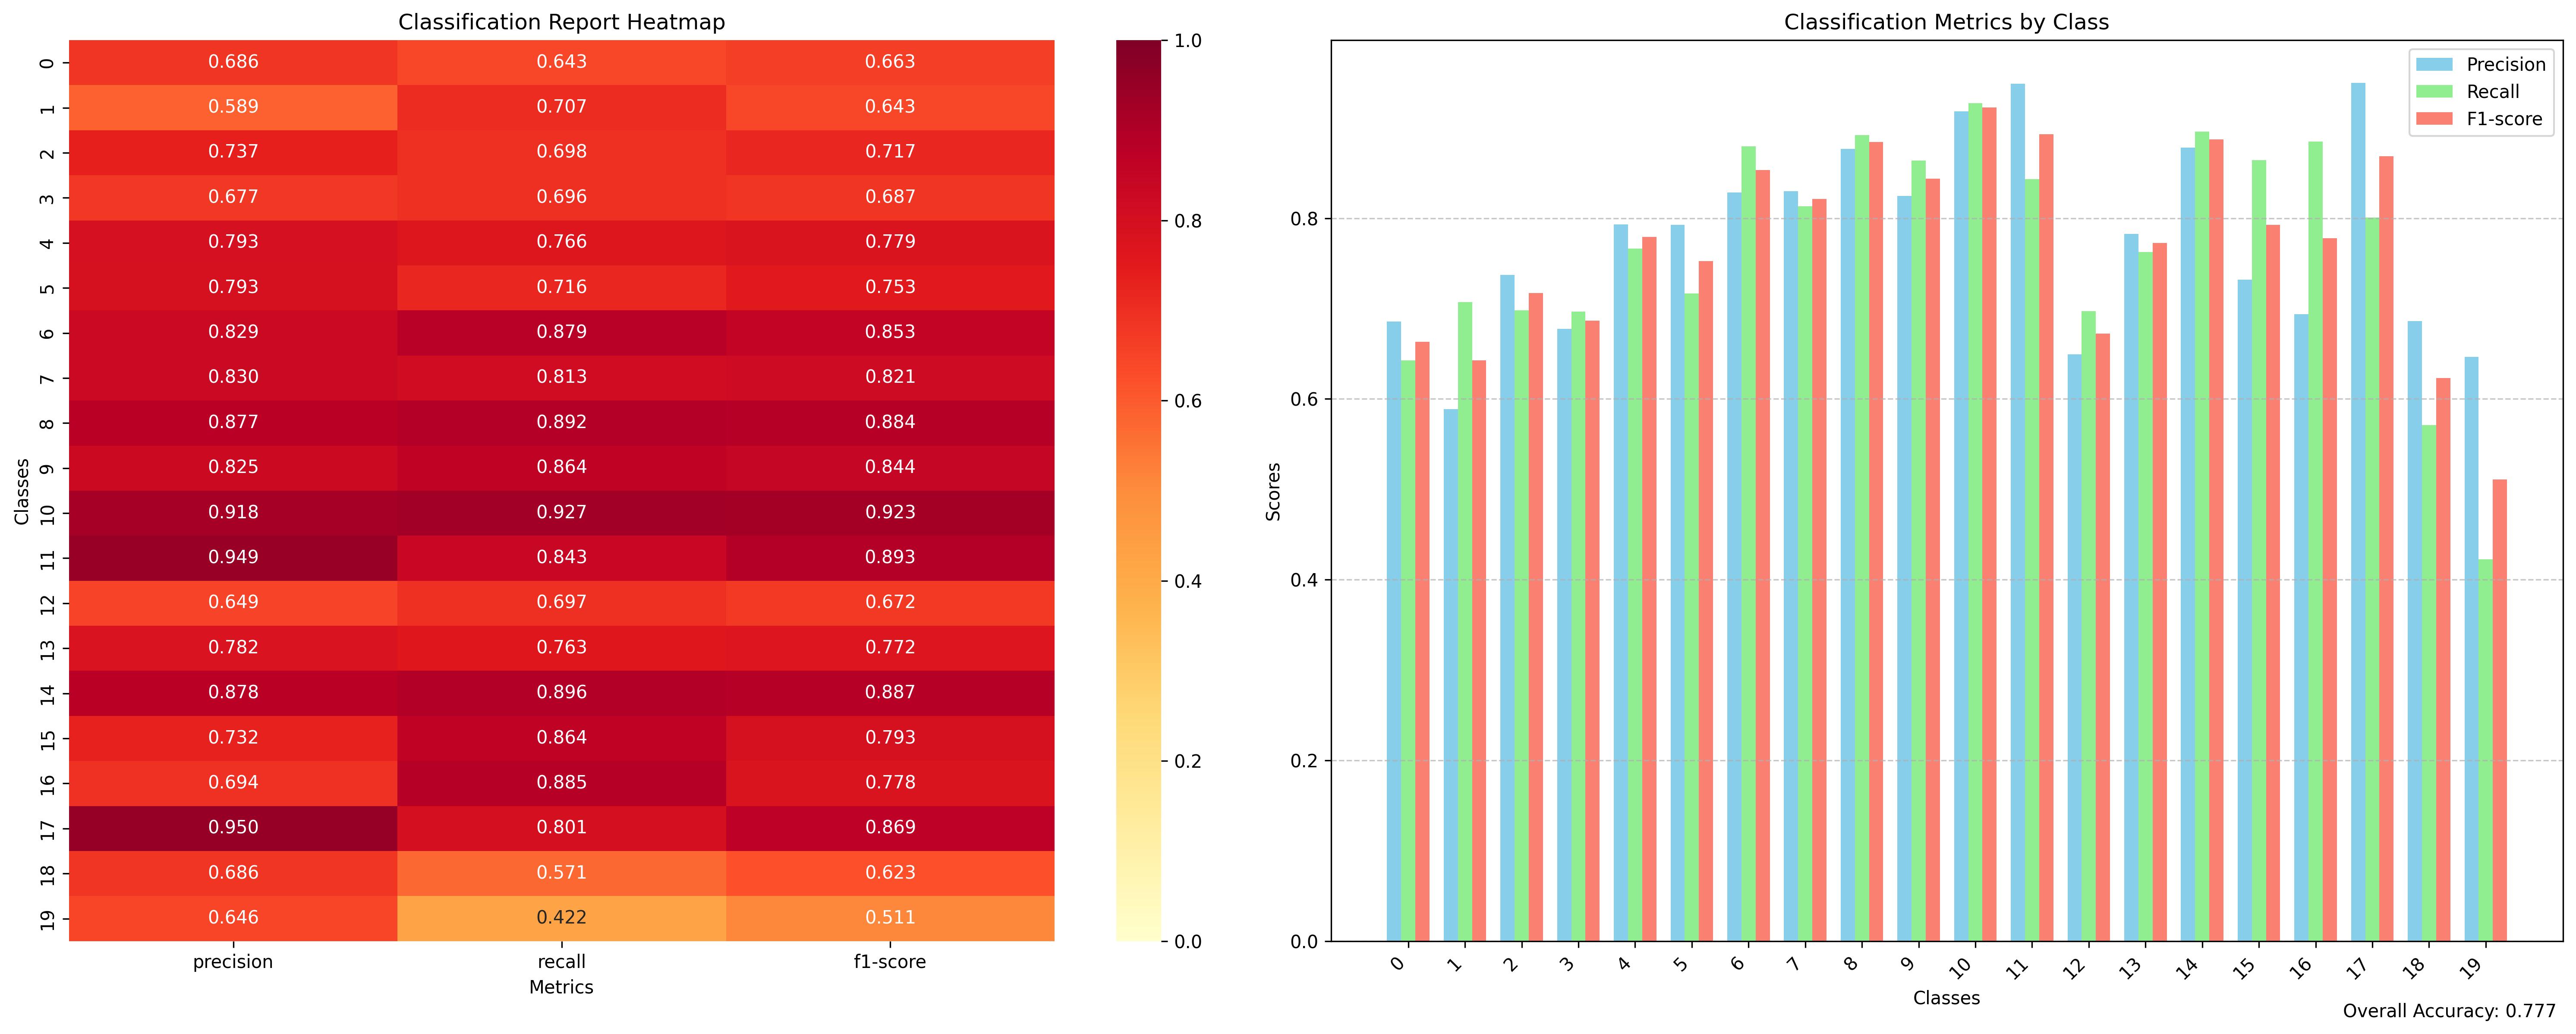 Classification Report Heatmap
0 0.686 0.643 0.663
1 0.589 0.707 0.643
2 0.737 0.698 0.717
3 0.677 0.696 0.687
4 0.793 0.766 0.779
5 0.793 0.716 0.753
6 0.829 0.879 0.853
7 0.830 0.813 0.821
8 0.877 0.892 0.884
9 0.825 0.864 0.844
10 0.918 0.927 0.923
11 0.949 0.843 0.893
12 0.649 0.697 0.672
13 0.782 0.763 0.772
14 0.878 0.896 0.887
15 0.732 0.864 0.793
16 0.694 0.885 0.778
17 0.950 0.801 0.869
18 0.686 0.571 0.623
19 0.646 0.422 0.511
Classes
precision recall f1-score
Metrics
1.0
0.8
0.6
0.4
0.2
0.0
Classification Metrics by Class
Precision
Recall
F1-score
0.8
0.6
0.4
0.2
0.0
Scores
0 1 2 3 4 5 6 7 8 9 10 11 12 13 14 15 16 17 18 19
Classes
Overall Accuracy: 0.777